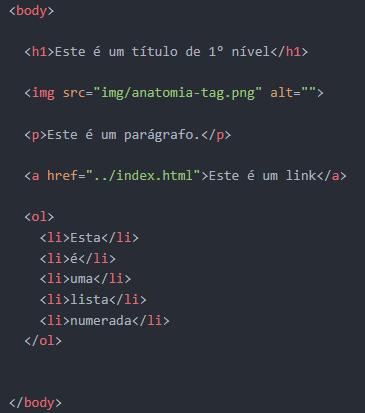 <body>
<h1>Este é um título de 1º nível</h1>
<img src="img/anatomia-tag.png" alt="">
<p>Este é um parágrafo.</p>
<a href="../index.html">Este é um link</a>
<ol>
<li>Esta</li>
<li>é</li>
<li>uma</li>
<li>lista</li>
<li>numerada</li>
</ol>
</body>